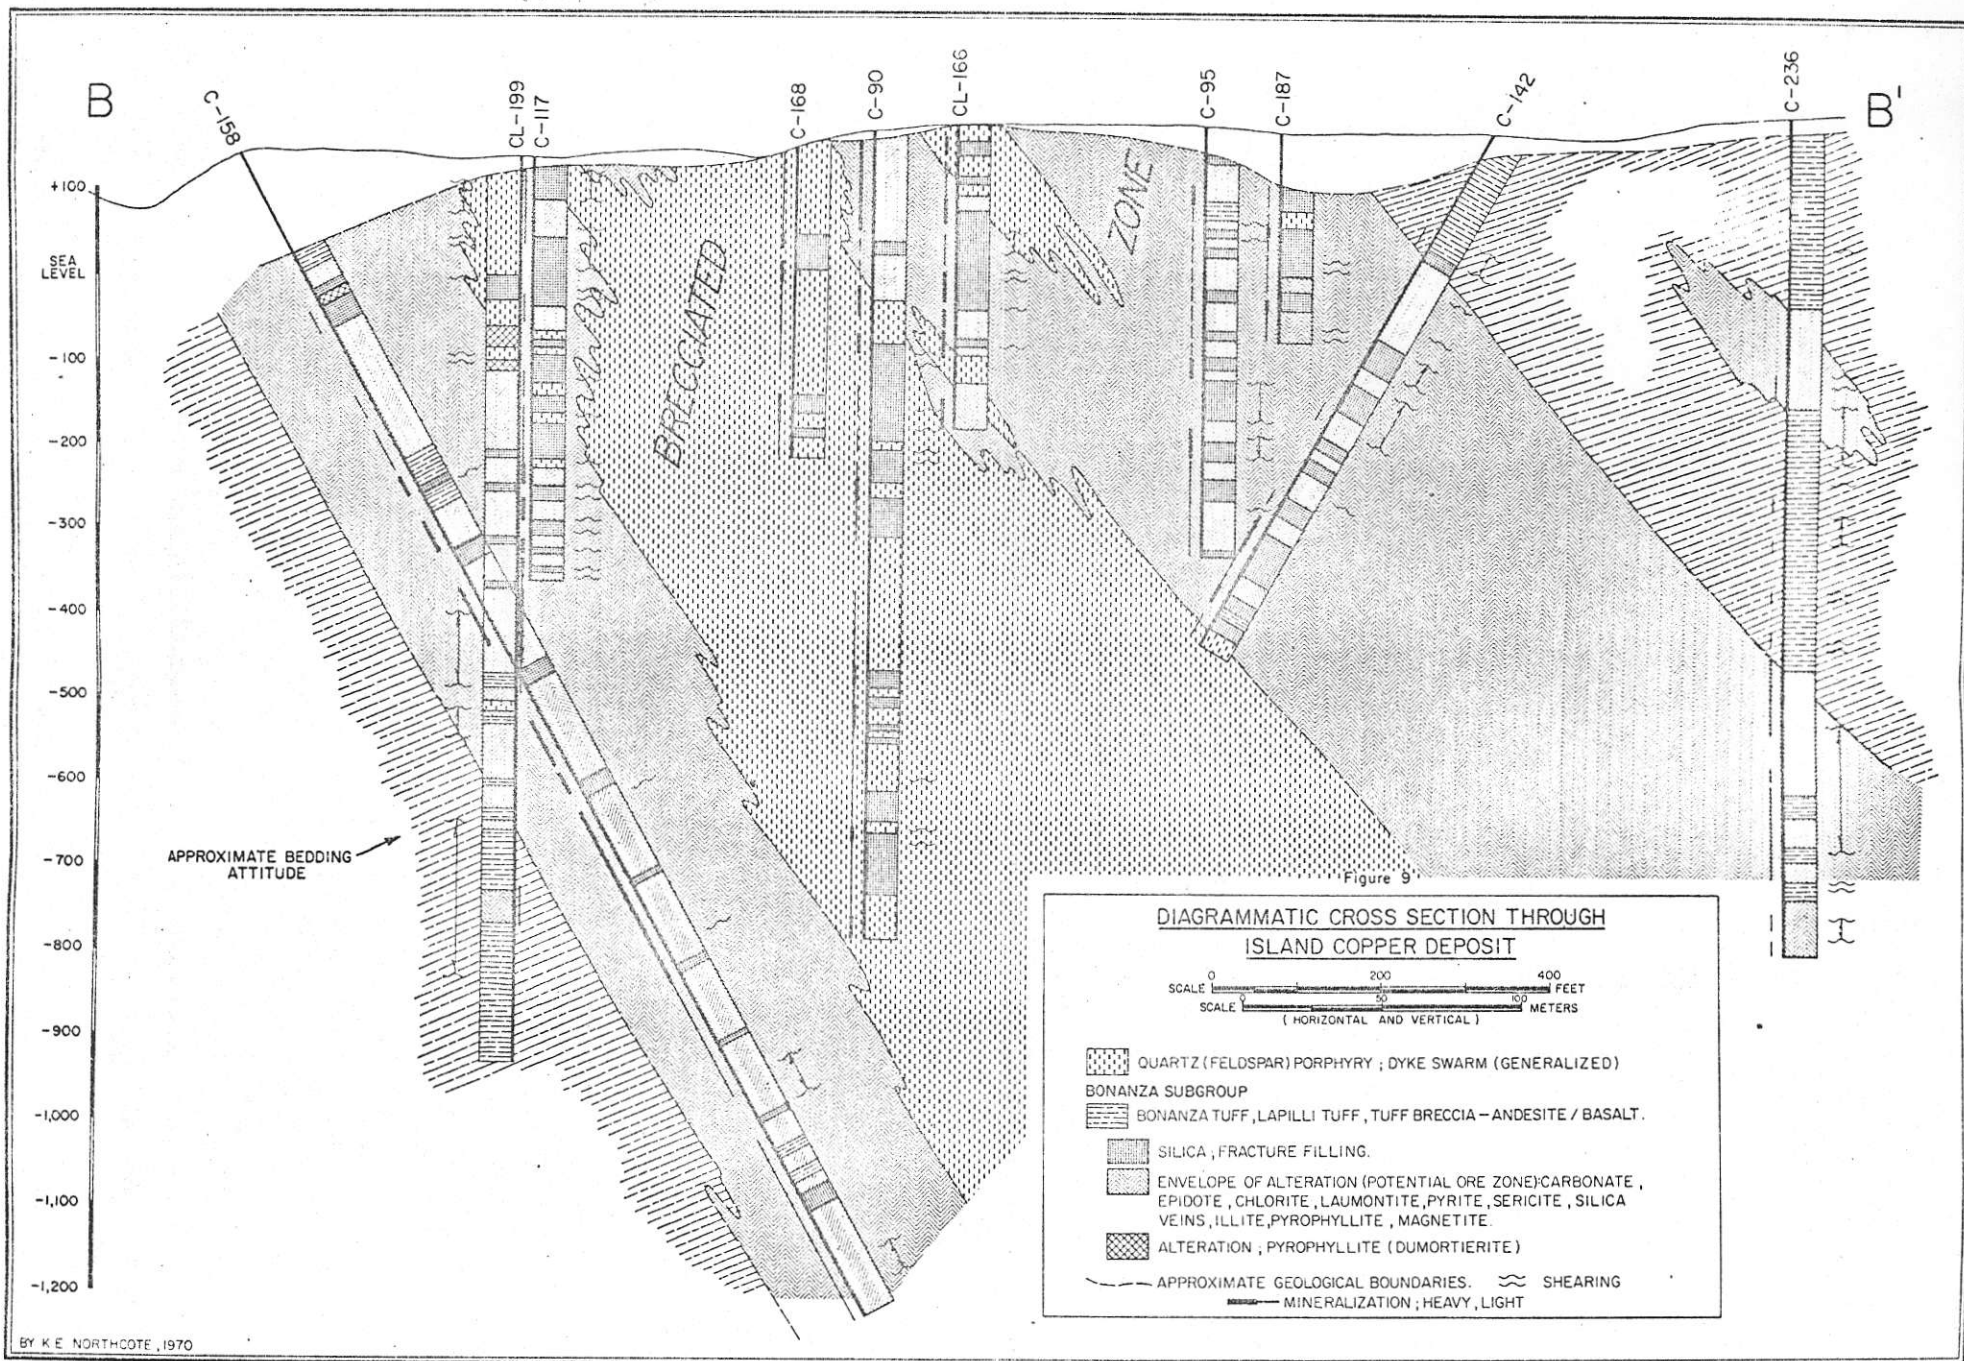 B
C-158
CL-199
C-117
C-168
C-90
CL-166
C-95
C-187
C-142
C-236
B'
+100
SEA
LEVEL
-100
-200
-300
-400
-500
-600
-700
-800
-900
-1,000
-1,100
-1,200
BRECCIATED
ZONE
APPROXIMATE BEDDING
ATTITUDE
Figure 9
DIAGRAMMATIC CROSS SECTION THROUGH
ISLAND COPPER DEPOSIT
0 200 400
SCALE FEET
0 50 100
SCALE METERS
(HORIZONTAL AND VERTICAL)
QUARTZ (FELDSPAR) PORPHYRY ; DYKE SWARM (GENERALIZED)
BONANZA SUBGROUP
BONANZA TUFF, LAPILLI TUFF, TUFF BRECCIA - ANDESITE / BASALT.
SILICA ; FRACTURE FILLING.
ENVELOPE OF ALTERATION (POTENTIAL ORE ZONE):CARBONATE,
EPIDOTE, CHLORITE, LAUMONTITE, PYRITE, SERICITE, SILICA
VEINS, ILLITE, PYROPHYLLITE, MAGNETITE.
ALTERATION ; PYROPHYLLITE (DUMORTIERITE)
APPROXIMATE GEOLOGICAL BOUNDARIES. SHEARING
MINERALIZATION ; HEAVY, LIGHT
BY K.E. NORTHCOTE, 1970